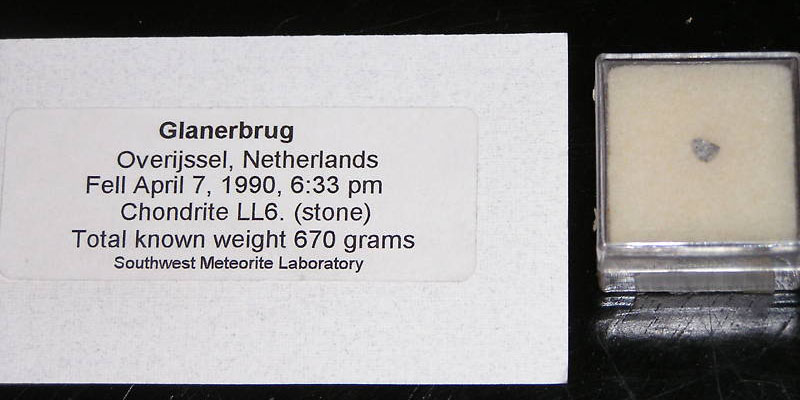 Glanerbrug
Overijssel, Netherlands
Fell April 7, 1990, 6:33 pm
Chondrite LL6. (stone)
Total known weight 670 grams
Southwest Meteorite Laboratory